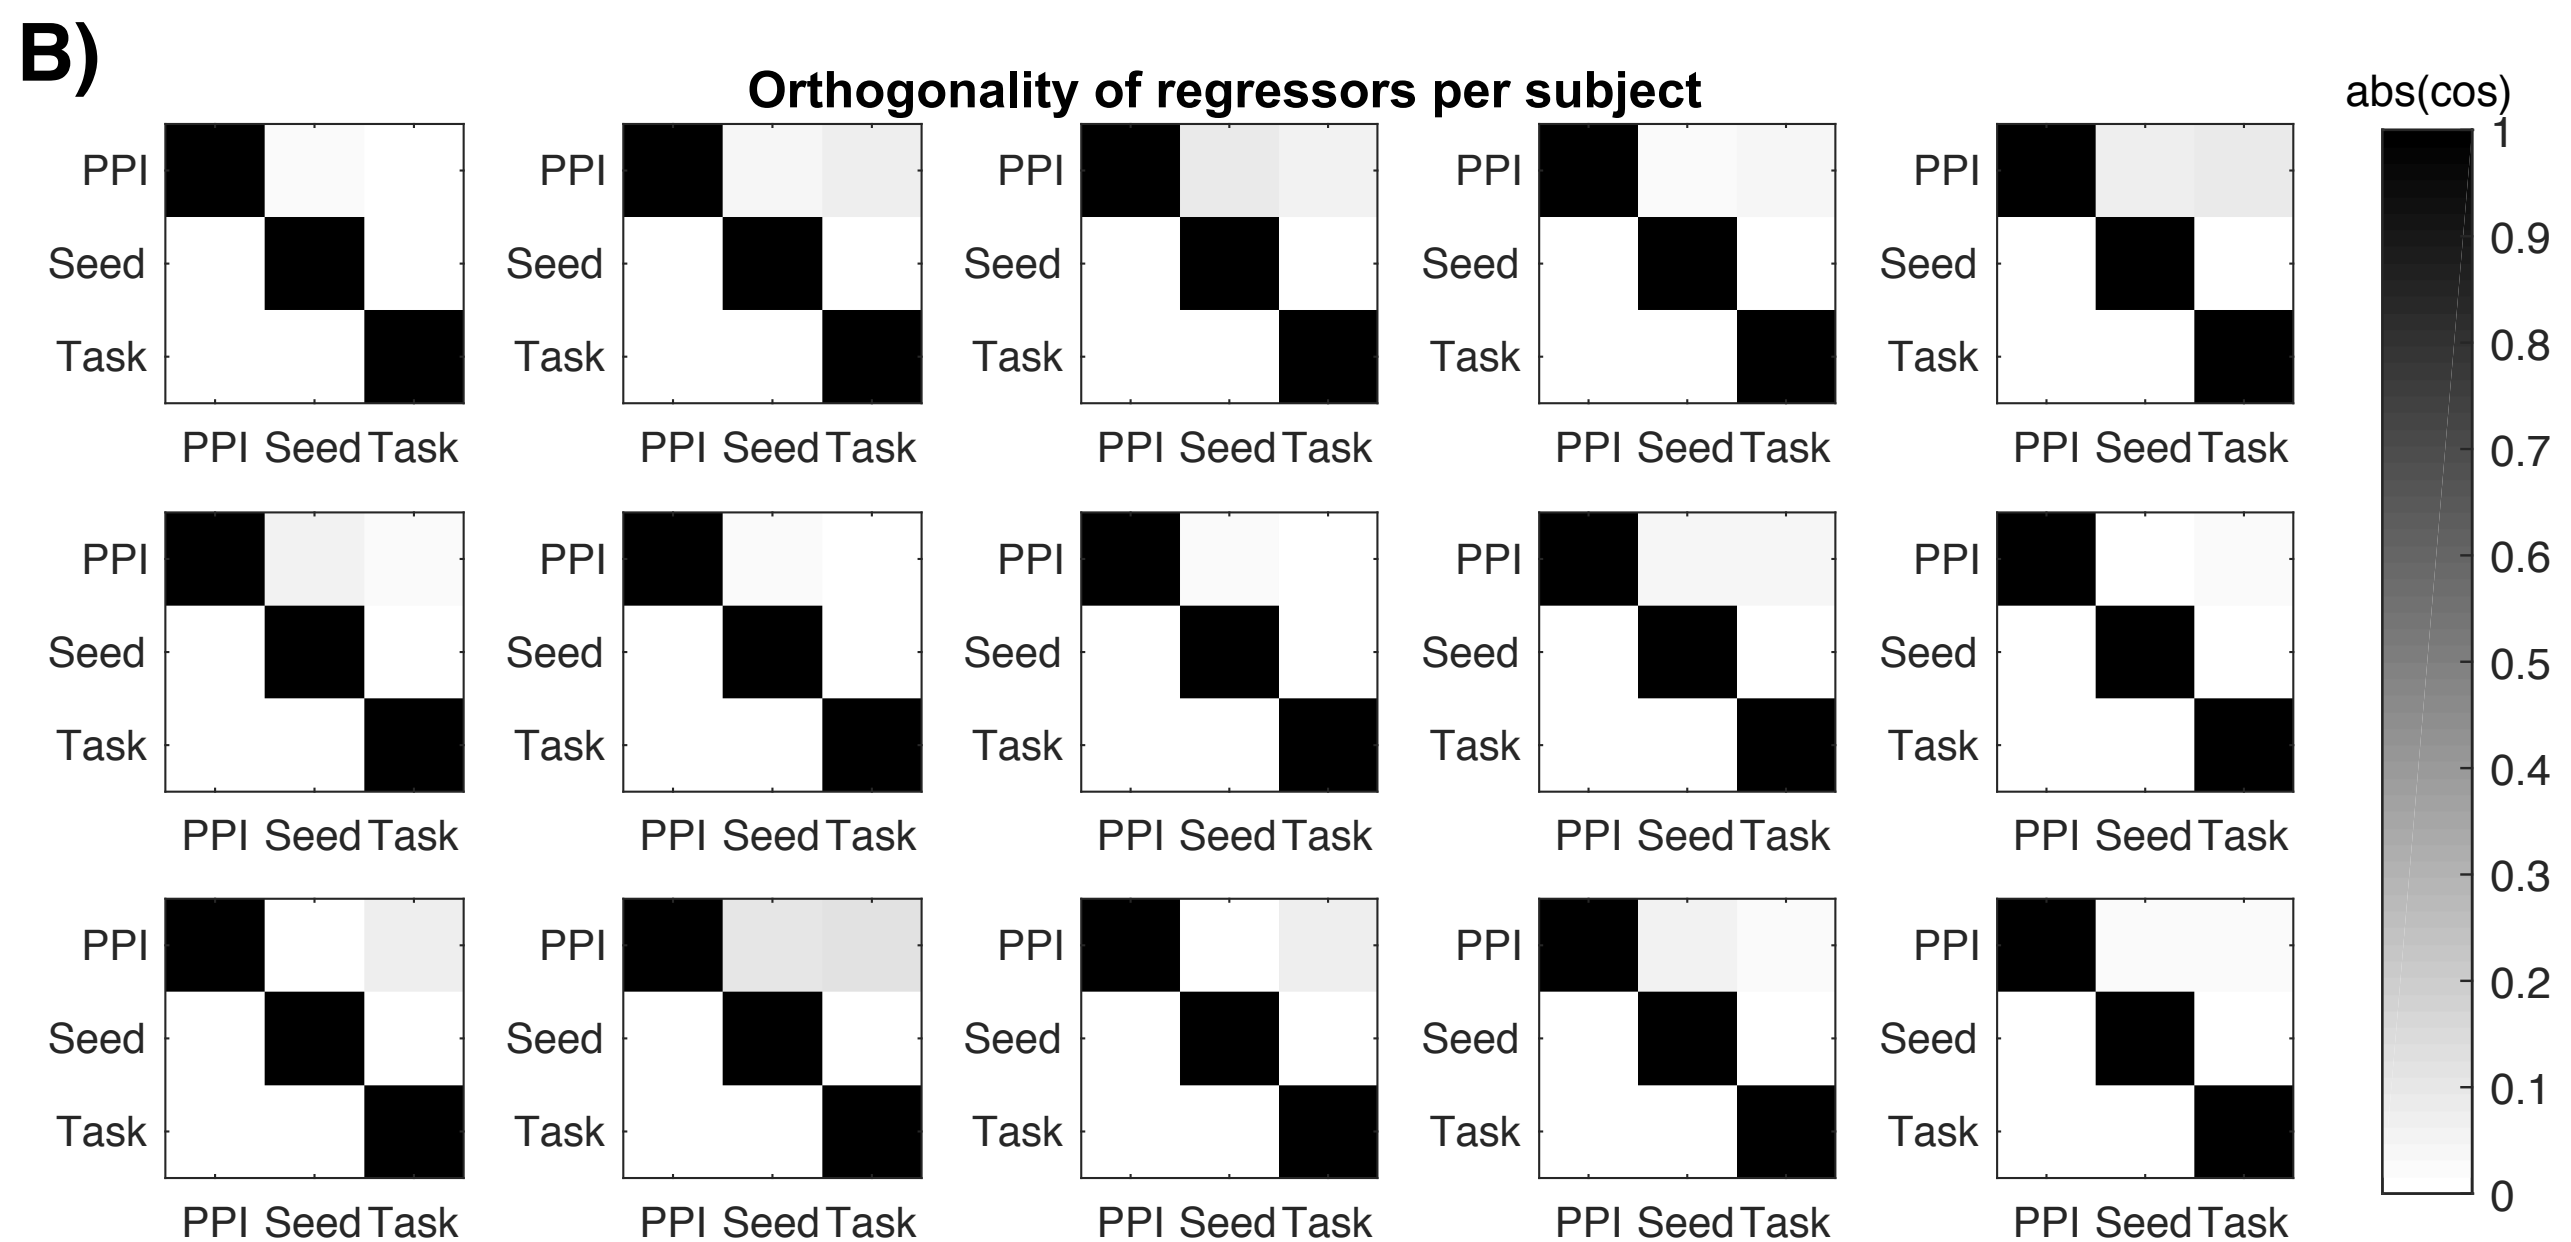 B)
Orthogonality of regressors per subject
abs(cos)
PPI
Seed
Task
PPI Seed Task
PPI
Seed
Task
PPI Seed Task
PPI
Seed
Task
PPI Seed Task
PPI
Seed
Task
PPI Seed Task
PPI
Seed
Task
PPI Seed Task
PPI
Seed
Task
PPI Seed Task
PPI
Seed
Task
PPI Seed Task
PPI
Seed
Task
PPI Seed Task
PPI
Seed
Task
PPI Seed Task
PPI
Seed
Task
PPI Seed Task
PPI
Seed
Task
PPI Seed Task
PPI
Seed
Task
PPI Seed Task
PPI
Seed
Task
PPI Seed Task
PPI
Seed
Task
PPI Seed Task
PPI
Seed
Task
PPI Seed Task
1
0.9
0.8
0.7
0.6
0.5
0.4
0.3
0.2
0.1
0